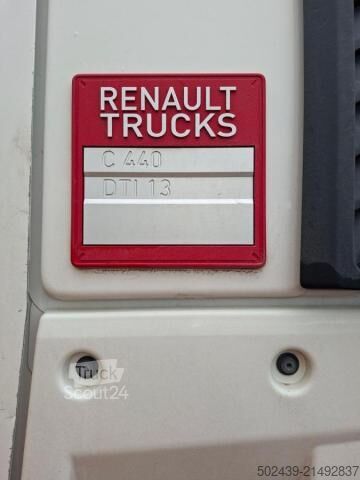 RENAULT
TRUCKS
C 440
DTI 13
Truck
Scout24
502439-21492837